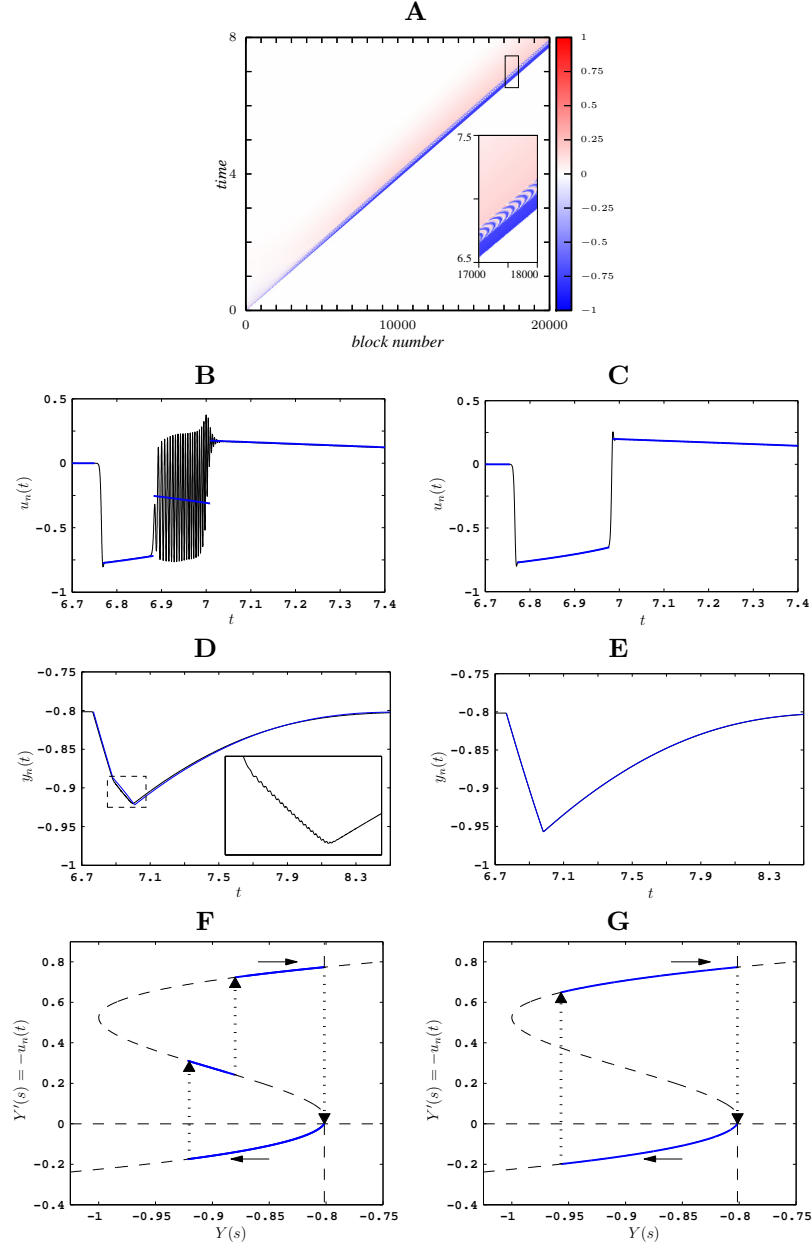 A
8
4
0
time
0
10000
20000
block number
7.5
6.5
17000
18000
1
0.75
0.5
0.25
0
−0.25
−0.5
−0.75
−1
B
0.5
0
−0.5
−1
u_n(t)
6.7 6.8 6.9 7 7.1 7.2 7.3 7.4
t
C
0.5
0
−0.5
−1
u_n(t)
6.7 6.8 6.9 7 7.1 7.2 7.3 7.4
t
D
−0.75
−0.8
−0.85
−0.9
−0.95
−1
y_n(t)
6.7 7.1 7.5 7.9 8.3
t
E
−0.75
−0.8
−0.85
−0.9
−0.95
−1
y_n(t)
6.7 7.1 7.5 7.9 8.3
t
F
0.8
0.6
0.4
0.2
0
−0.2
−0.4
Y′(s) = −u_n(t)
−1 −0.95 −0.9 −0.85 −0.8 −0.75
Y(s)
G
0.8
0.6
0.4
0.2
0
−0.2
−0.4
Y′(s) = −u_n(t)
−1 −0.95 −0.9 −0.85 −0.8 −0.75
Y(s)